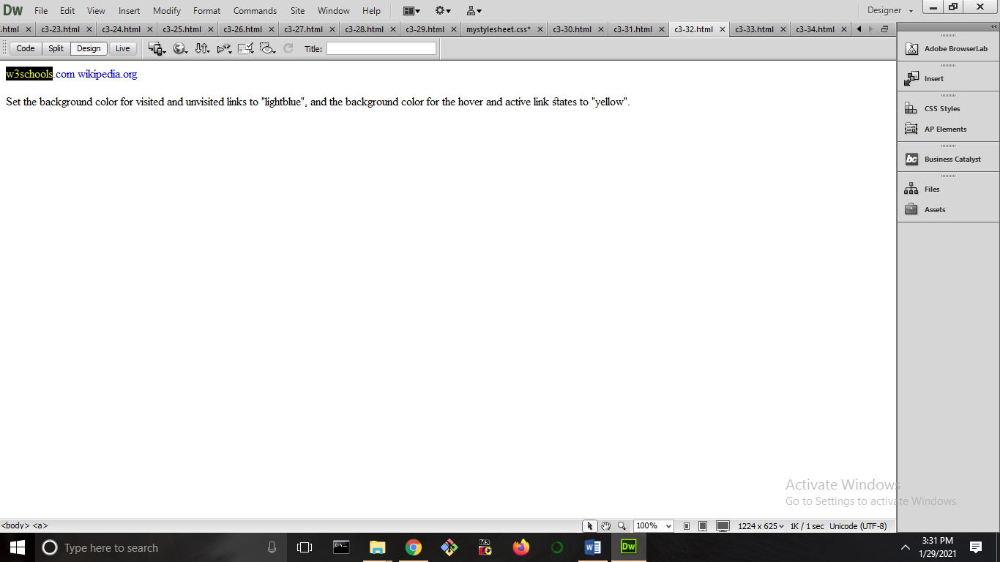 Dw File Edit View Insert Modify Format Commands Site Window Help Designer
.html c3-23.html c3-24.html c3-25.html c3-26.html c3-27.html c3-28.html c3-29.html mystylesheet.css* c3-30.html c3-31.html c3-32.html c3-33.html c3-34.html
Code Split Design Live Title:
w3schools.com wikipedia.org
Set the background color for visited and unvisited links to "lightblue", and the background color for the hover and active link states to "yellow".
Adobe BrowserLab
Insert
CSS Styles
AP Elements
bc Business Catalyst
Files
Assets
Activate Windows
Go to Settings to activate Windows.
<body> <a> 100% 1224 x 625 1K / 1 sec Unicode (UTF-8)
Type here to search
Dw
3:31 PM
1/29/2021